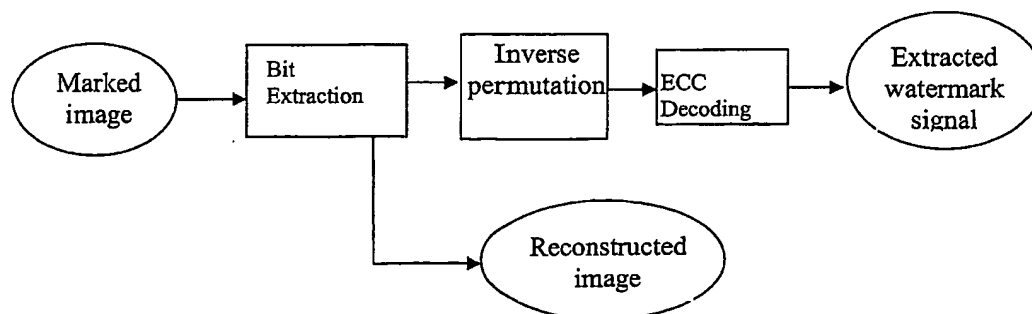 Marked
image
Bit
Extraction
Inverse
permutation
ECC
Decoding
Extracted
watermark
signal
Reconstructed
image